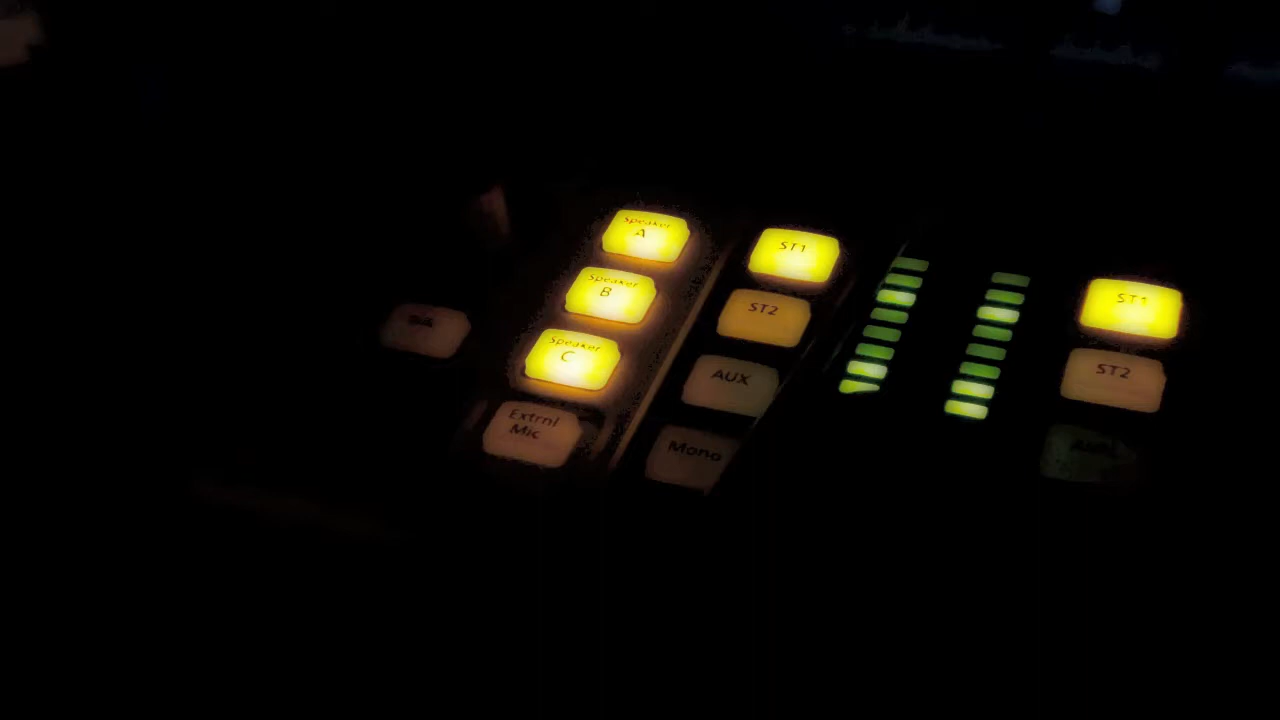 Speaker
A
Speaker
B
Speaker
C
Extrnl
Mic
ST1
ST2
AUX
Mono
ST1
ST2